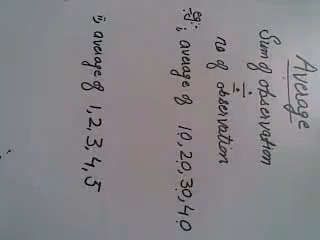 Average
Sum of observation
÷
no of observation
eg: i, average of 10,20,30,40
ii, average of 1,2,3,4,5